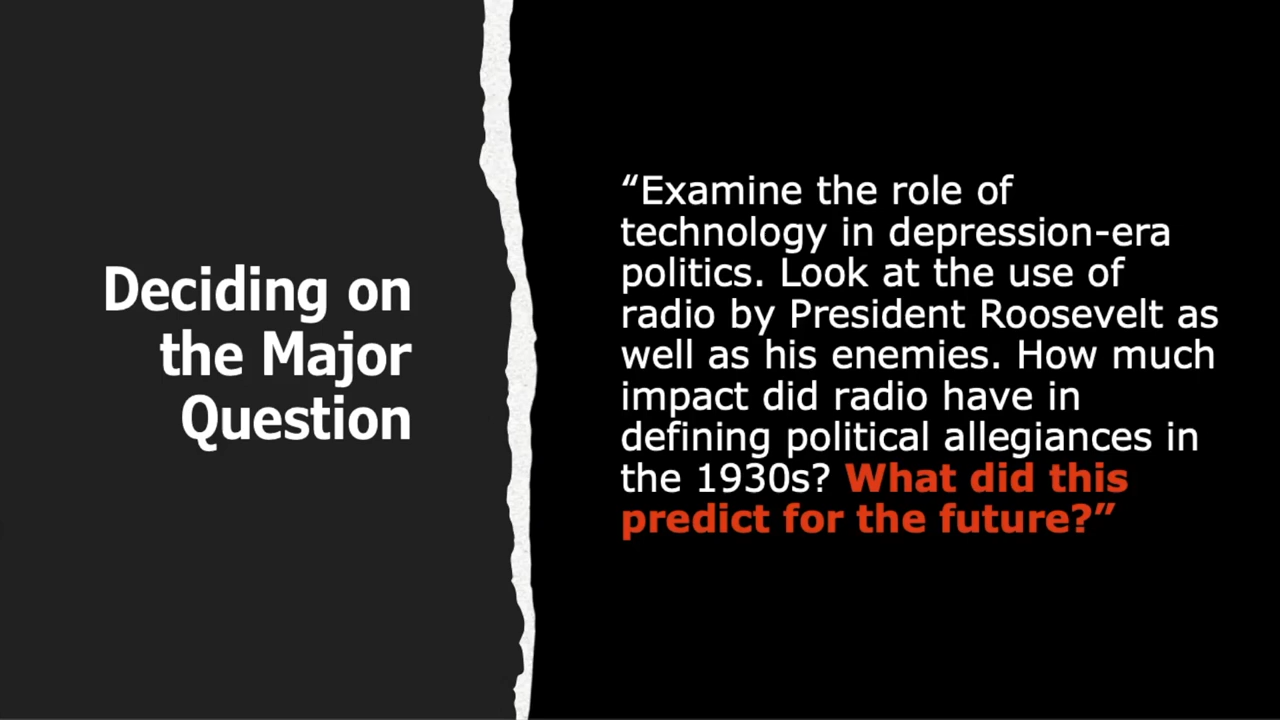 Deciding on
the Major
Question
“Examine the role of
technology in depression-era
politics. Look at the use of
radio by President Roosevelt as
well as his enemies. How much
impact did radio have in
defining political allegiances in
the 1930s? What did this
predict for the future?”